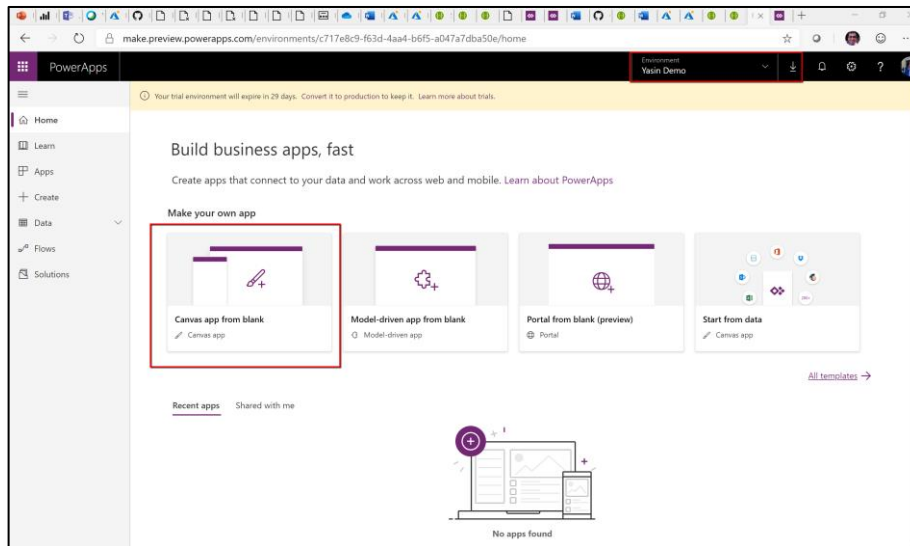 make.preview.powerapps.com/environments/c717e8c9-f63d-4aa4-b6f5-a047a7dba50e/home
PowerApps
Environment
Yasin Demo
Your trial environment will expire in 29 days. Convert it to production to keep it. Learn more about trials.
Home
Learn
Apps
Create
Data
Flows
Solutions
Build business apps, fast
Create apps that connect to your data and work across web and mobile. Learn about PowerApps
Make your own app
Canvas app from blank
Canvas app
Model-driven app from blank
Model-driven app
Portal from blank (preview)
Portal
Start from data
Canvas app
All templates
Recent apps Shared with me
No apps found